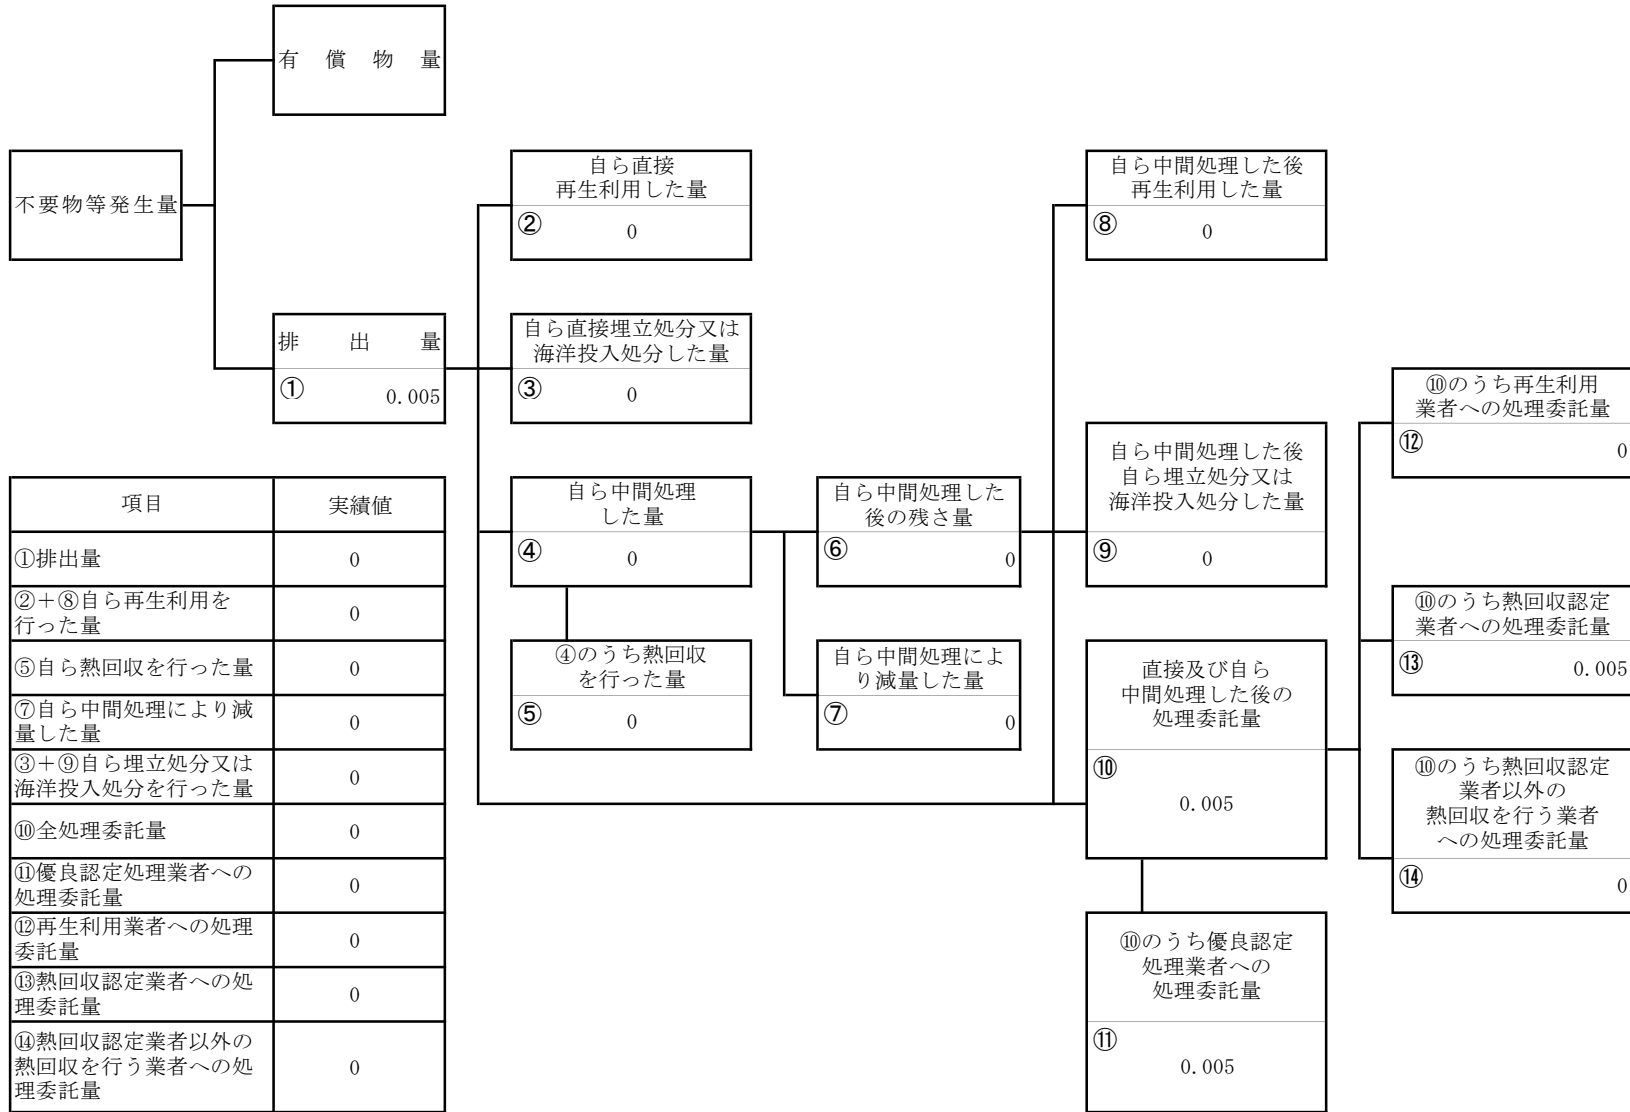 有償物量
不要物等発生量
自ら直接
再生利用した量
② 0
自ら中間処理した後
再生利用した量
⑧ 0
排出量
① 0.005
自ら直接埋立処分又は
海洋投入処分した量
③ 0
⑩のうち再生利用
業者への処理委託量
⑫ 0
自ら中間処理した後
自ら埋立処分又は
海洋投入処分した量
⑨ 0
自ら中間処理
した量
④ 0
自ら中間処理した
後の残さ量
⑥ 0
④のうち熱回収
を行った量
⑤ 0
自ら中間処理によ
り減量した量
⑦ 0
直接及び自ら
中間処理した後の
処理委託量
⑩
0.005
⑩のうち熱回収認定
業者への処理委託量
⑬ 0.005
⑩のうち熱回収認定
業者以外の
熱回収を行う業者
への処理委託量
⑭ 0
⑩のうち優良認定
処理業者への
処理委託量
⑪
0.005
項目 実績値
①排出量 0
②+⑧自ら再生利用を
行った量 0
⑤自ら熱回収を行った量 0
⑦自ら中間処理により減
量した量 0
③+⑨自ら埋立処分又は
海洋投入処分を行った量 0
⑩全処理委託量 0
⑪優良認定処理業者への
処理委託量 0
⑫再生利用業者への処理
委託量 0
⑬熱回収認定業者への処
理委託量 0
⑭熱回収認定業者以外の
熱回収を行う業者への処 0
理委託量